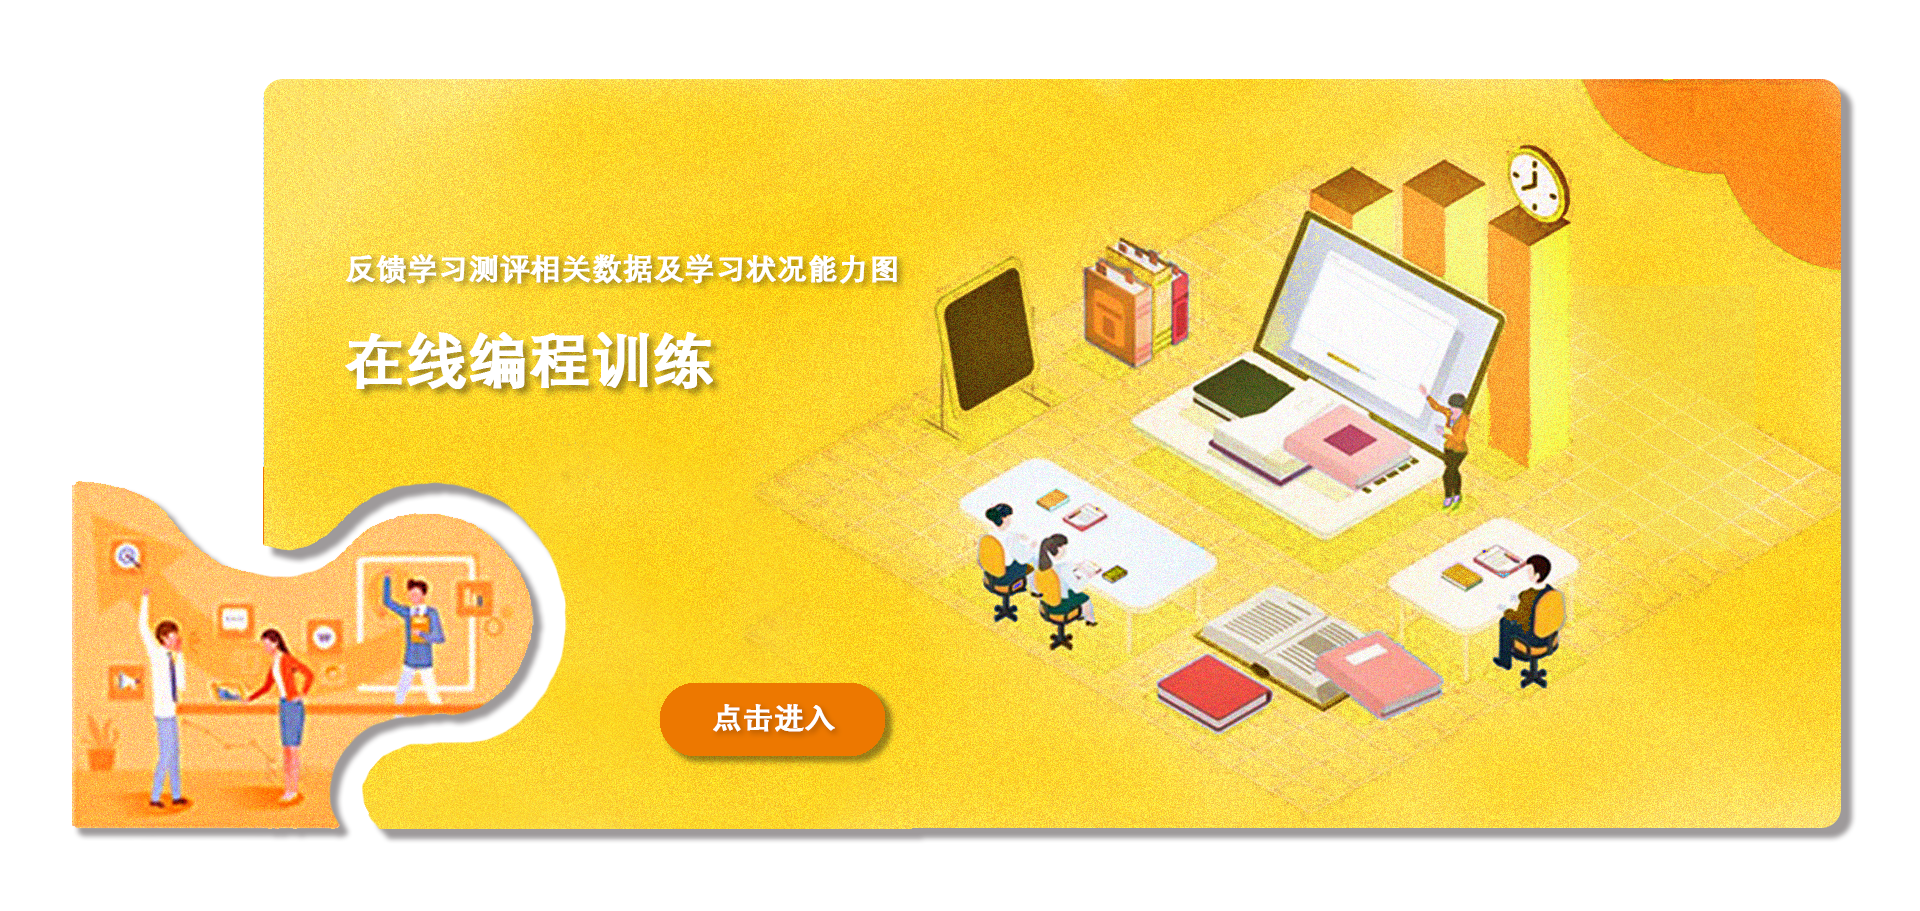 反馈学习测评相关数据及学习状况能力图
在线编程训练
点击进入